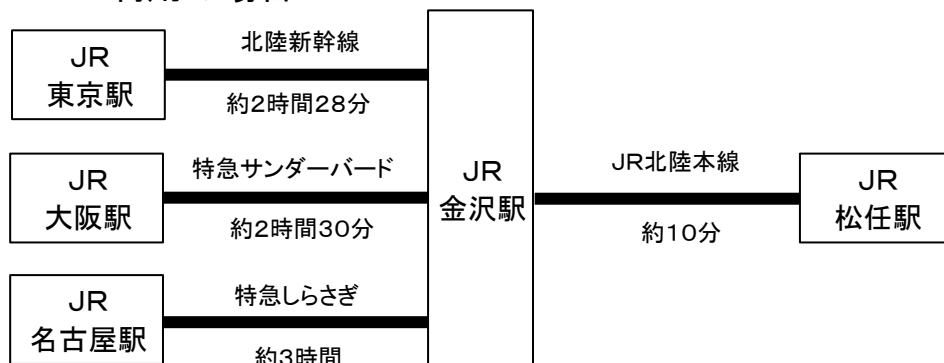 JR
東京駅
北陸新幹線
約2時間28分
JR
大阪駅
特急サンダーバード
約2時間30分
JR
名古屋駅
特急しらさぎ
約3時間
JR
金沢駅
JR北陸本線
約10分
JR
松任駅